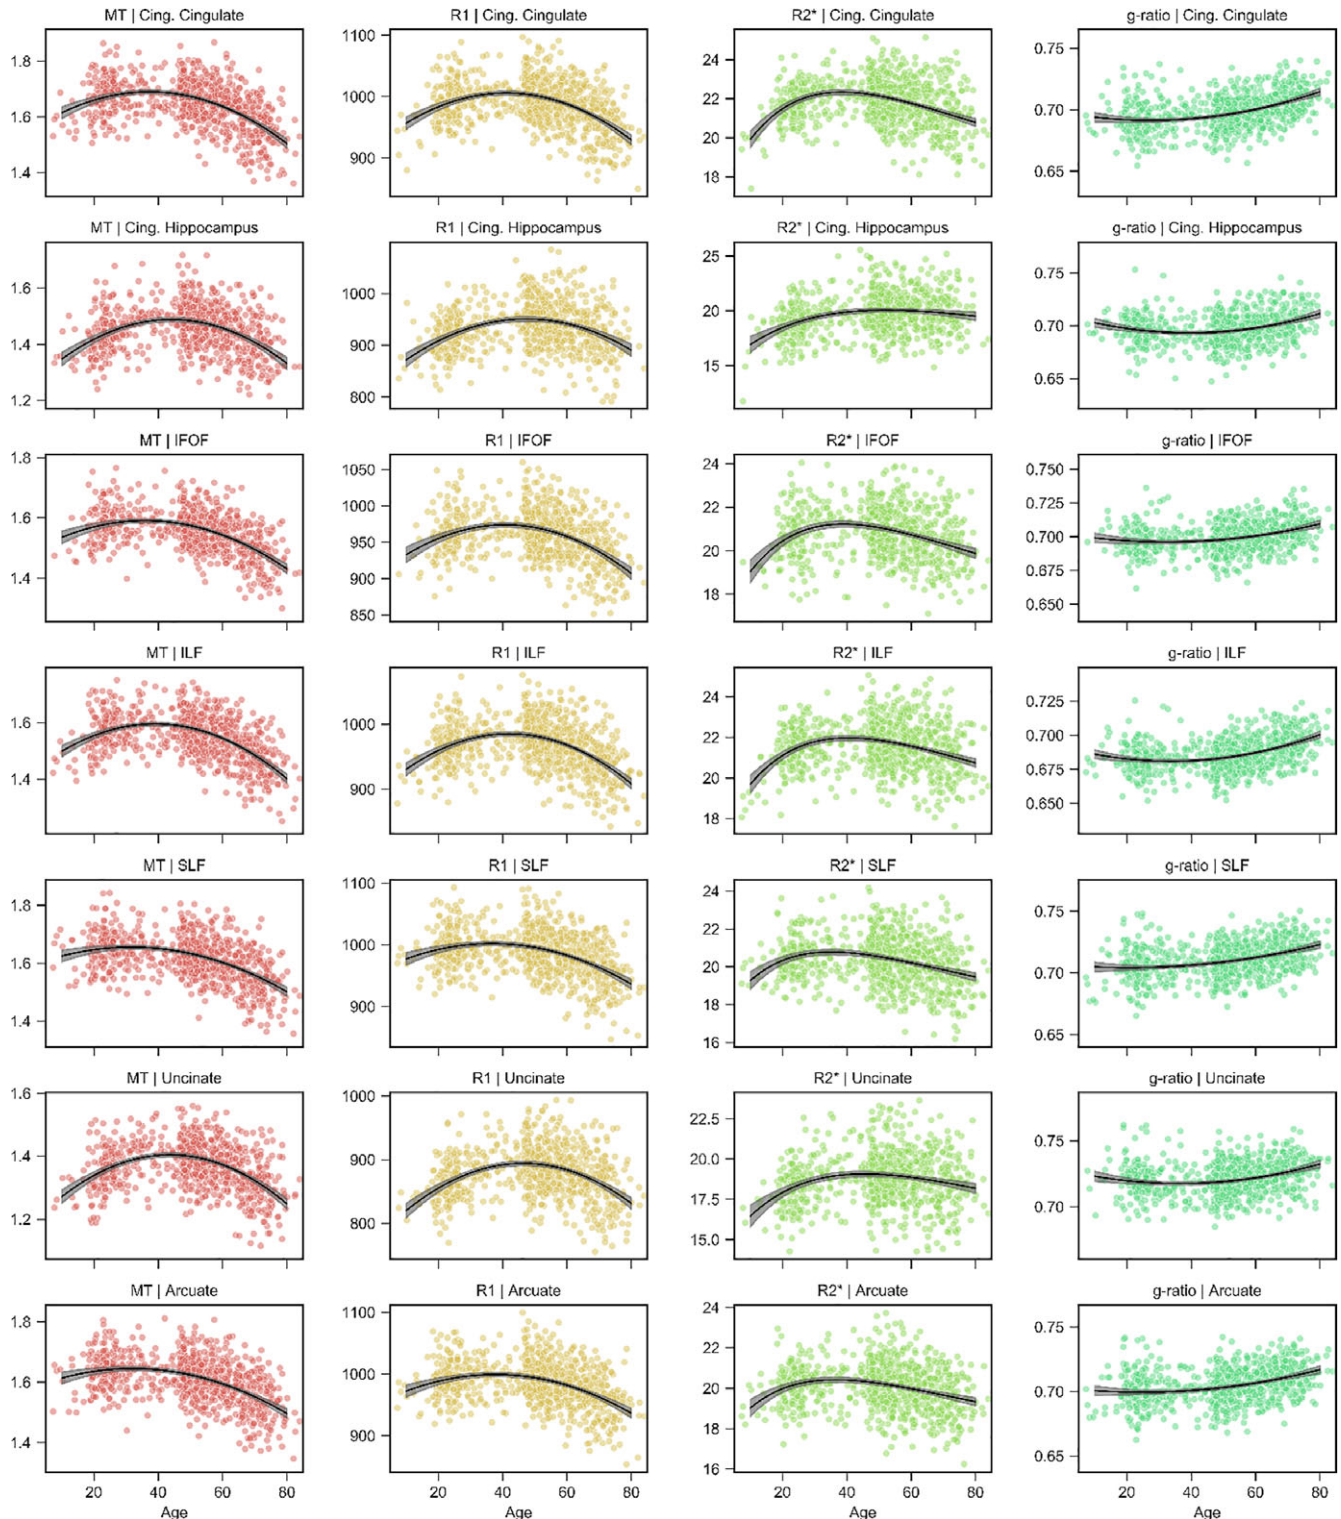 MT | Cing. Cingulate
R1 | Cing. Cingulate
R2* | Cing. Cingulate
g-ratio | Cing. Cingulate
1.8
1.6
1.4
1100
1000
900
24
22
20
18
0.75
0.70
0.65
MT | Cing. Hippocampus
R1 | Cing. Hippocampus
R2* | Cing. Hippocampus
g-ratio | Cing. Hippocampus
1.6
1.4
1.2
1000
900
800
25
20
15
0.75
0.70
0.65
MT | IFOF
R1 | IFOF
R2* | IFOF
g-ratio | IFOF
1.8
1.6
1.4
1050
1000
950
900
850
24
22
20
18
0.750
0.725
0.700
0.675
0.650
MT | ILF
R1 | ILF
R2* | ILF
g-ratio | ILF
1.6
1.4
1000
900
24
22
20
18
0.725
0.700
0.675
0.650
MT | SLF
R1 | SLF
R2* | SLF
g-ratio | SLF
1.8
1.6
1.4
1100
1000
900
24
22
20
18
16
0.75
0.70
0.65
MT | Uncinate
R1 | Uncinate
R2* | Uncinate
g-ratio | Uncinate
1.6
1.4
1.2
1000
900
800
22.5
20.0
17.5
15.0
0.75
0.70
MT | Arcuate
R1 | Arcuate
R2* | Arcuate
g-ratio | Arcuate
1.8
1.6
1.4
1100
1000
900
24
22
20
18
16
0.75
0.70
0.65
20 40 60 80
20 40 60 80
20 40 60 80
20 40 60 80
Age
Age
Age
Age